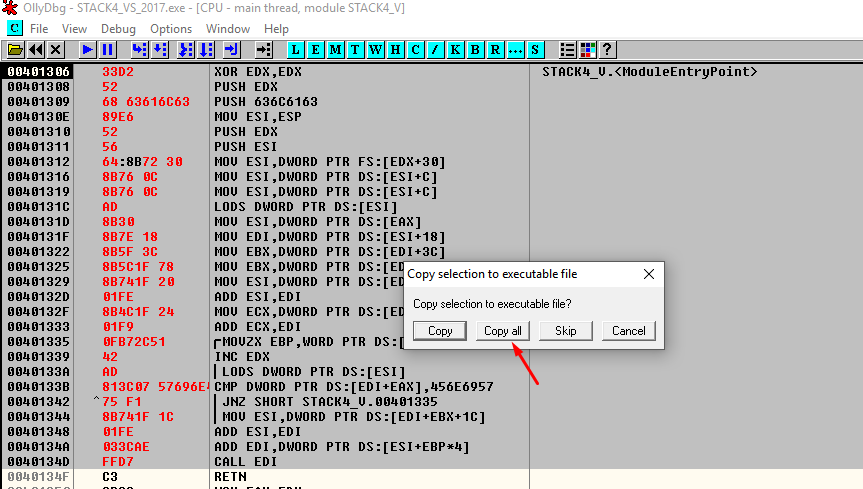 OllyDbg - STACK4_VS_2017.exe - [CPU - main thread, module STACK4_V]
C File View Debug Options Window Help
L E M T W H C / K B R ... S ?
00401306 33D2 XOR EDX,EDX STACK4_V.<ModuleEntryPoint>
00401308 52 PUSH EDX
00401309 68 63616C63 PUSH 636C6163
0040130E 89E6 MOV ESI,ESP
00401310 52 PUSH EDX
00401311 56 PUSH ESI
00401312 64:8B72 30 MOV ESI,DWORD PTR FS:[EDX+30]
00401316 8B76 0C MOV ESI,DWORD PTR DS:[ESI+C]
00401319 8B76 0C MOV ESI,DWORD PTR DS:[ESI+C]
0040131C AD LODS DWORD PTR DS:[ESI]
0040131D 8B30 MOV ESI,DWORD PTR DS:[EAX]
0040131F 8B7E 18 MOV EDI,DWORD PTR DS:[ESI+18]
00401322 8B5F 3C MOV EBX,DWORD PTR DS:[EDI+3C]
00401325 8B5C1F 78 MOV EBX,DWORD PTR DS:[ED
00401329 8B741F 20 MOV ESI,DWORD PTR DS:[ED
0040132D 01FE ADD ESI,EDI
0040132F 8B4C1F 24 MOV ECX,DWORD PTR DS:[ED
00401333 01F9 ADD ECX,EDI
00401335 0FB72C51 MOVZX EBP,WORD PTR DS:[
00401339 42 INC EDX
0040133A AD LODS DWORD PTR DS:[ESI]
0040133B 813C07 57696E4 CMP DWORD PTR DS:[EDI+EAX],456E6957
00401342 ^75 F1 JNZ SHORT STACK4_V.00401335
00401344 8B741F 1C MOV ESI,DWORD PTR DS:[EDI+EBX+1C]
00401348 01FE ADD ESI,EDI
0040134A 033CAE ADD EDI,DWORD PTR DS:[ESI+EBP*4]
0040134D FFD7 CALL EDI
0040134F C3 RETN
Copy selection to executable file
Copy selection to executable file?
Copy Copy all Skip Cancel